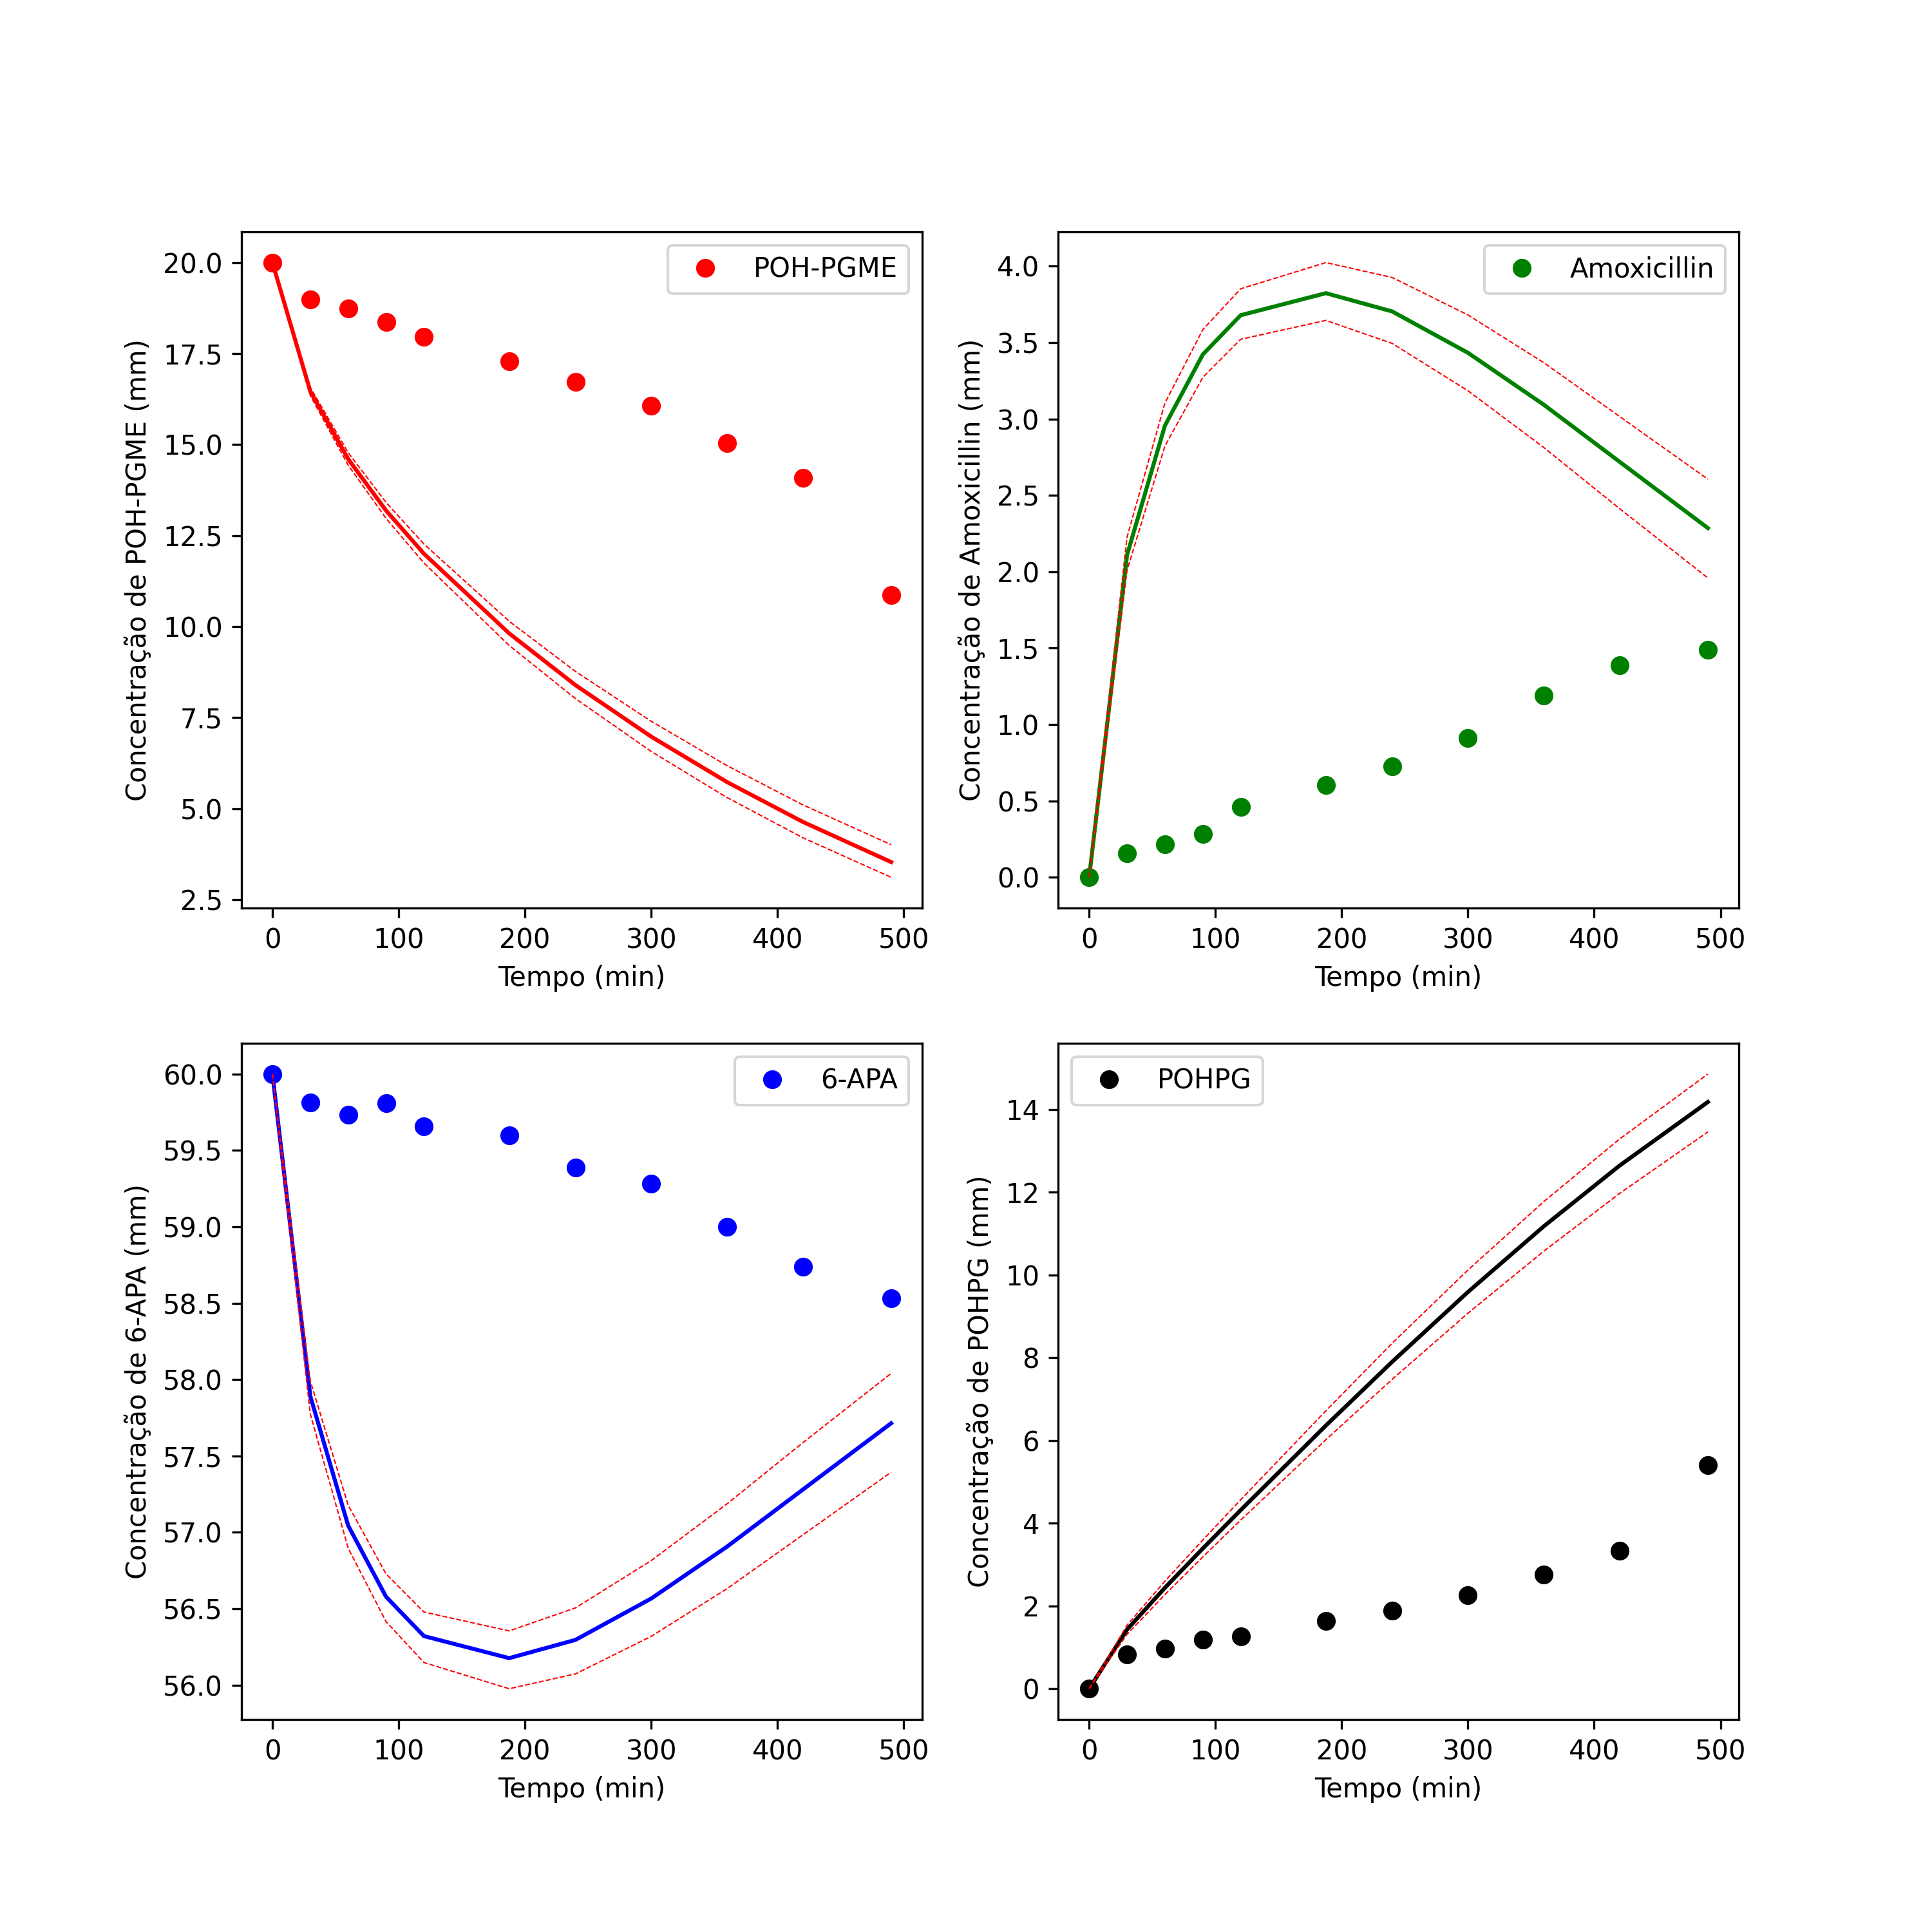 POH-PGME
Concentração de POH-PGME (mm)
20.0
17.5
15.0
12.5
10.0
7.5
5.0
2.5
0 100 200 300 400 500
Tempo (min)
Amoxicillin
Concentração de Amoxicillin (mm)
4.0
3.5
3.0
2.5
2.0
1.5
1.0
0.5
0.0
0 100 200 300 400 500
Tempo (min)
6-APA
Concentração de 6-APA (mm)
60.0
59.5
59.0
58.5
58.0
57.5
57.0
56.5
56.0
0 100 200 300 400 500
Tempo (min)
POHPG
Concentração de POHPG (mm)
14
12
10
8
6
4
2
0
0 100 200 300 400 500
Tempo (min)